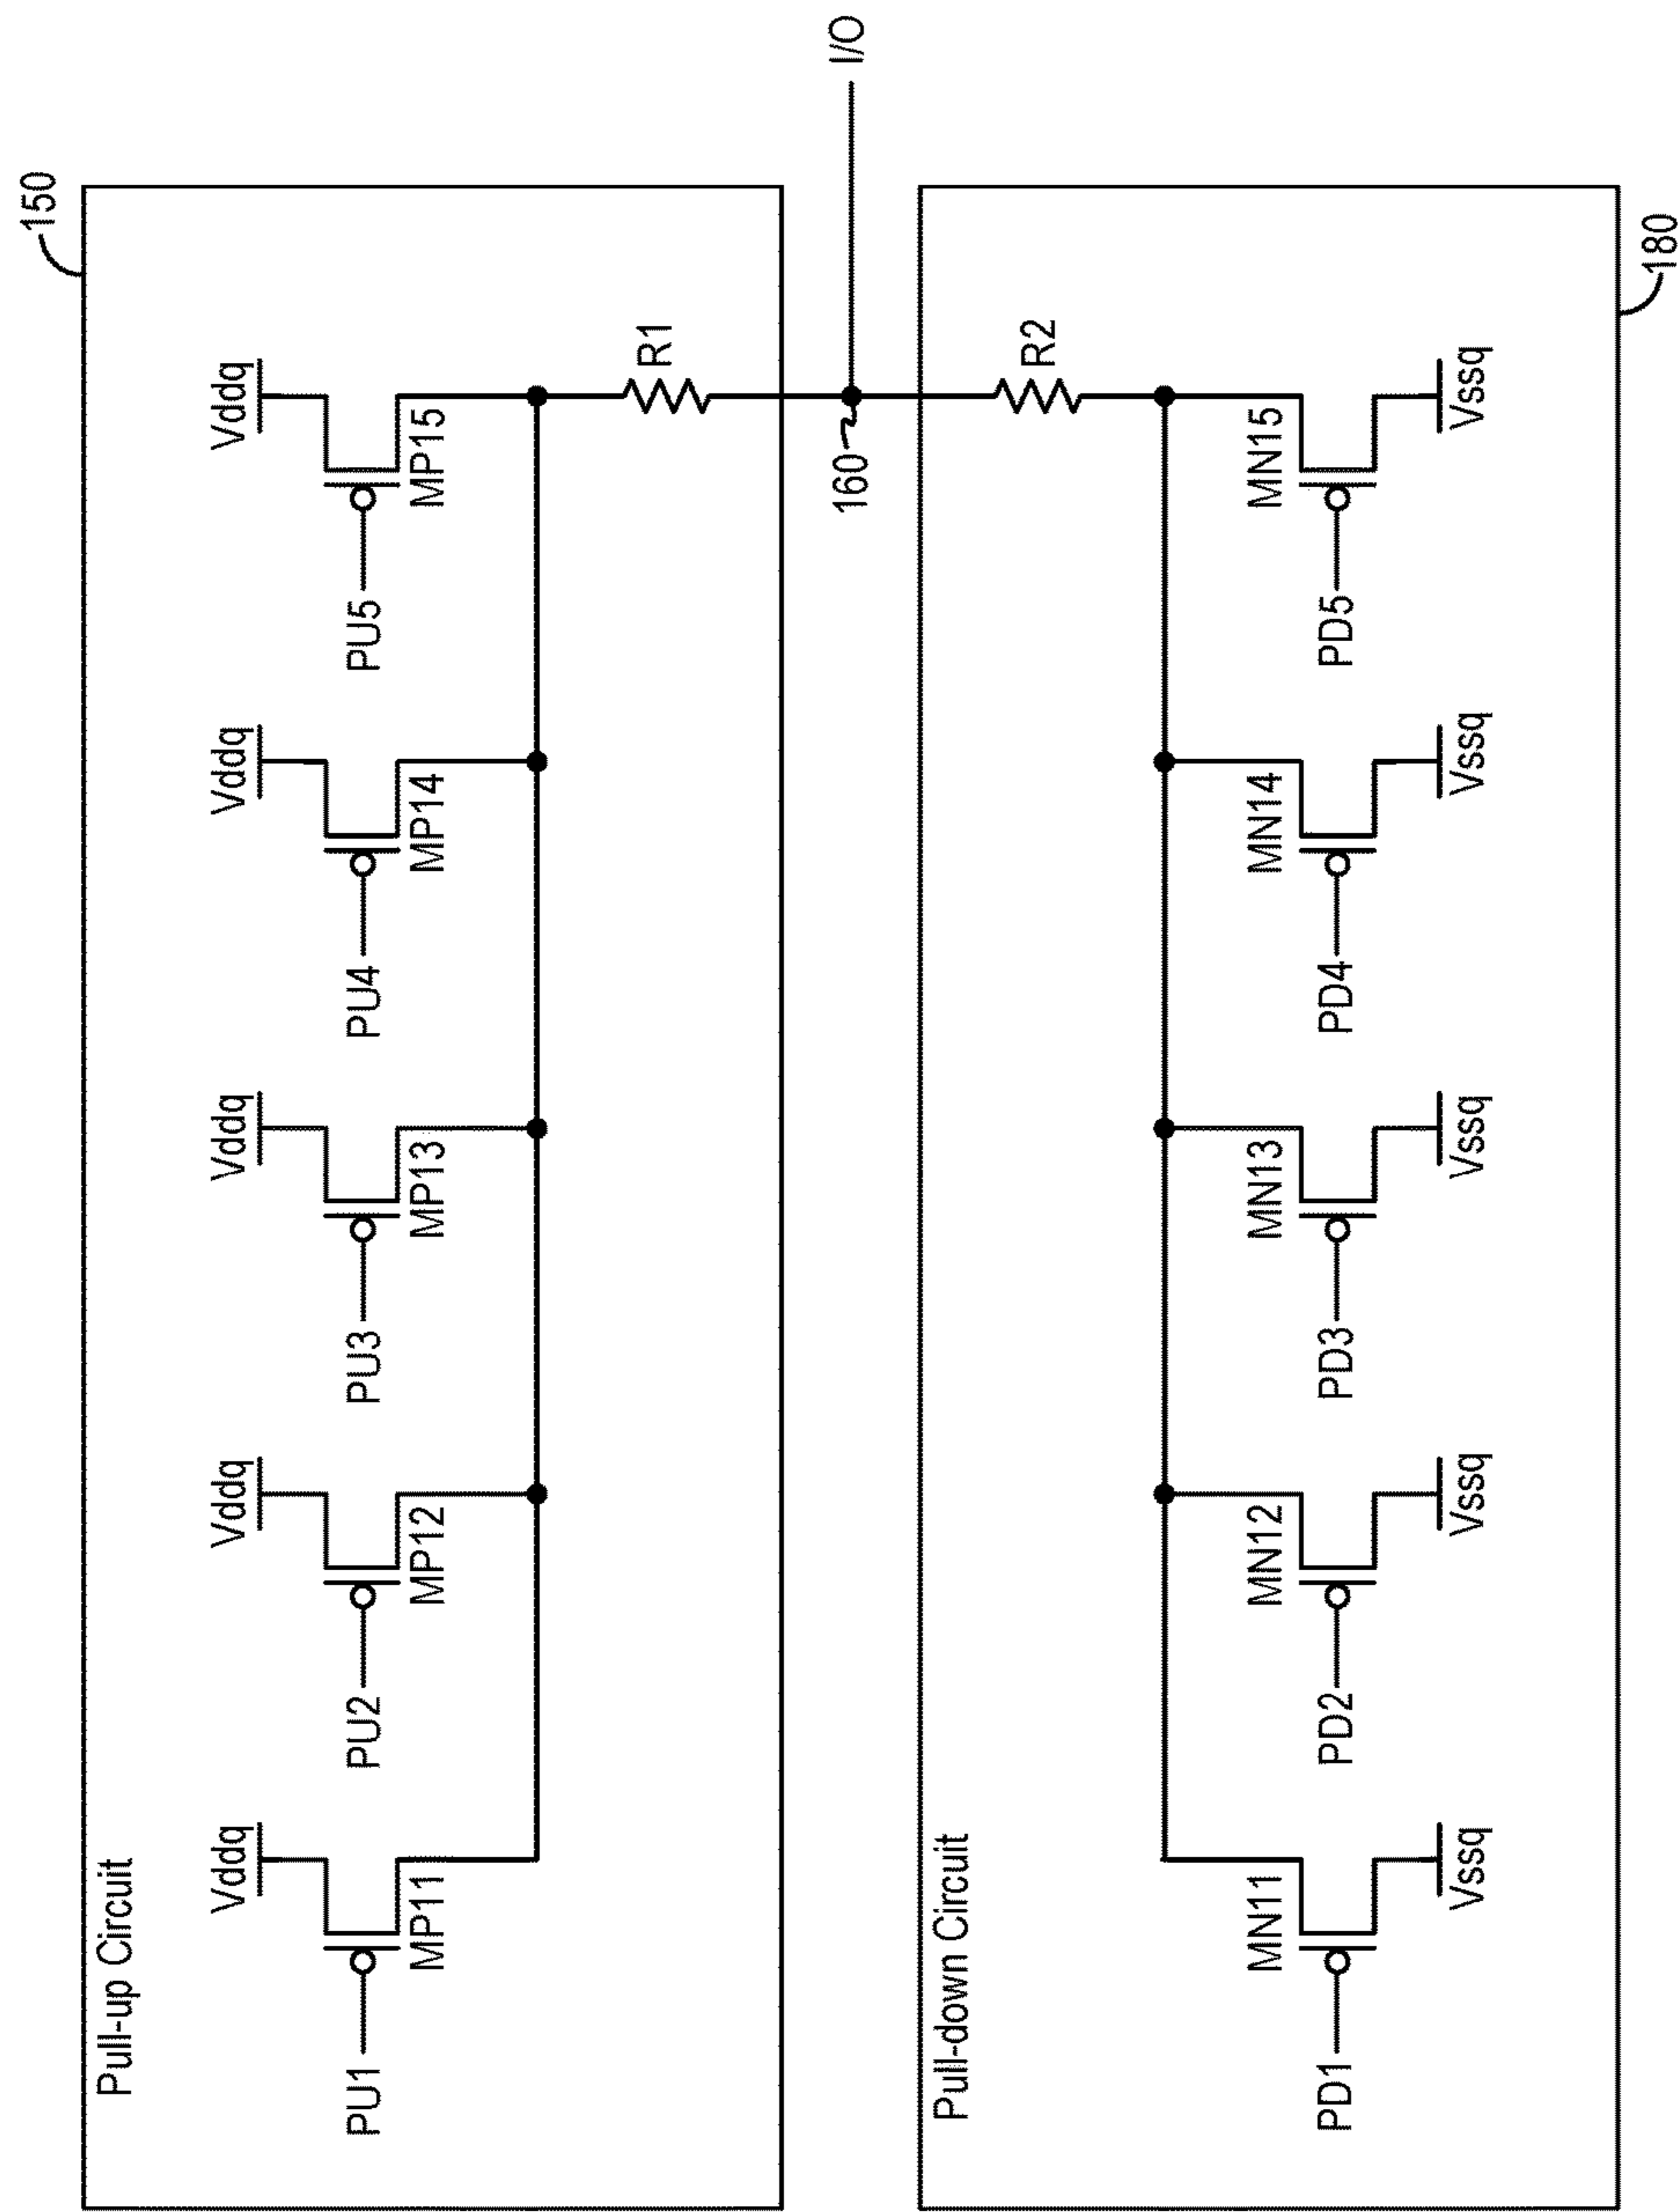 150
Pull-up Circuit
Vddq
Vddq
Vddq
Vddq
Vddq
PU1
PU2
PU3
PU4
PU5
MP11
MP12
MP13
MP14
MP15
R1
160
I/O
Pull-down Circuit
R2
MN11
MN12
MN13
MN14
MN15
PD1
PD2
PD3
PD4
PD5
Vssq
Vssq
Vssq
Vssq
Vssq
180